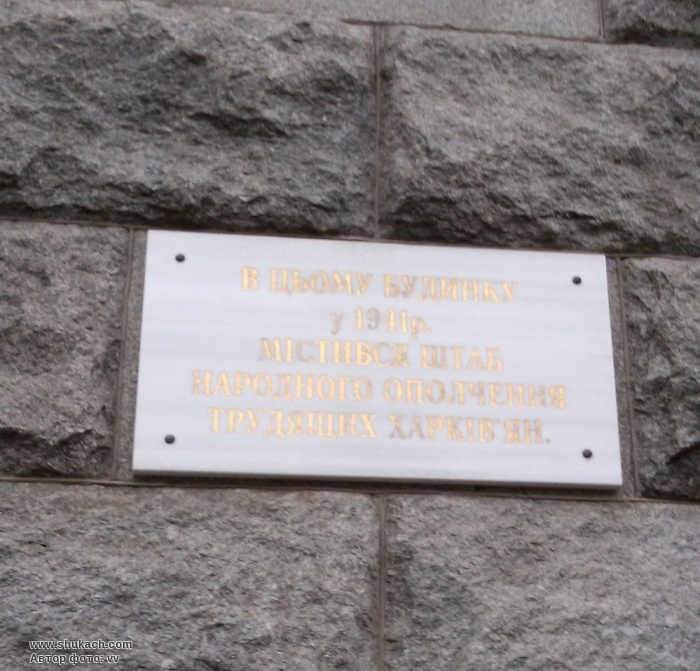 В ЦЬОМУ БУДИНКУ
у 1941р.
МІСТИВСЯ ШТАБ
НАРОДНОГО ОПОЛЧЕННЯ
ТРУДЯЩИХ ХАРКІВ'ЯН.
www.shukach.com
Автор фото: vv